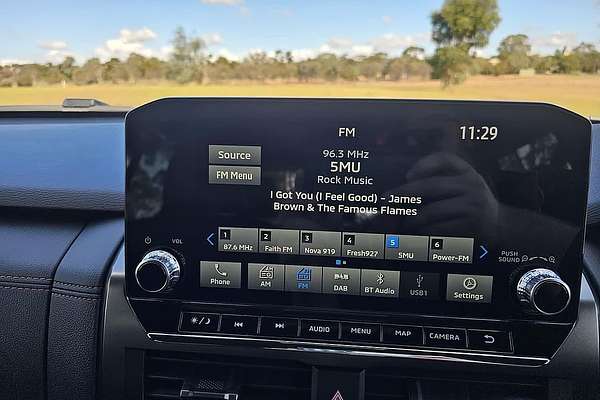 FM
11:29
Source
96.3 MHz
5MU
FM Menu
Rock Music
I Got You (I Feel Good) - James
Brown & The Famous Flames
1 87.6 MHz
2 Faith FM
3 Nova 919
4 Fresh927
5 5MU
6 Power-FM
VOL
PUSH
SOUND
Phone
AM
FM
DAB
DAB
BT Audio
USB1
Settings
AUDIO
MENU
MAP
CAMERA